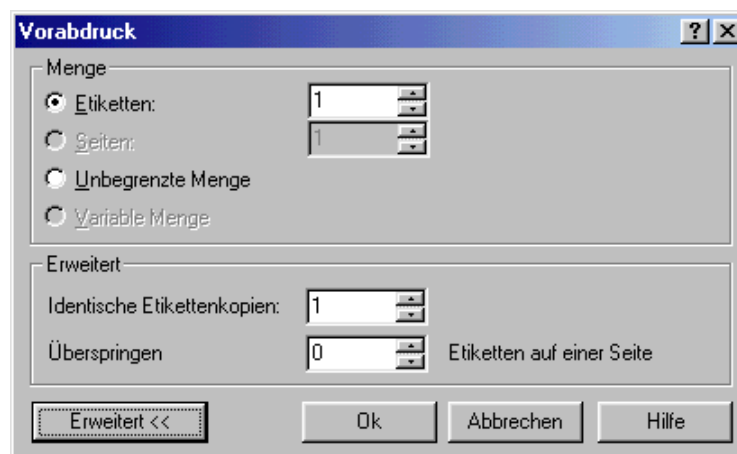 Vorabdruck
Menge
Etiketten: 1
Seiten: 1
Unbegrenzte Menge
Variable Menge
Erweitert
Identische Etikettenkopien: 1
Überspringen 0 Etiketten auf einer Seite
Erweitert << Ok Abbrechen Hilfe